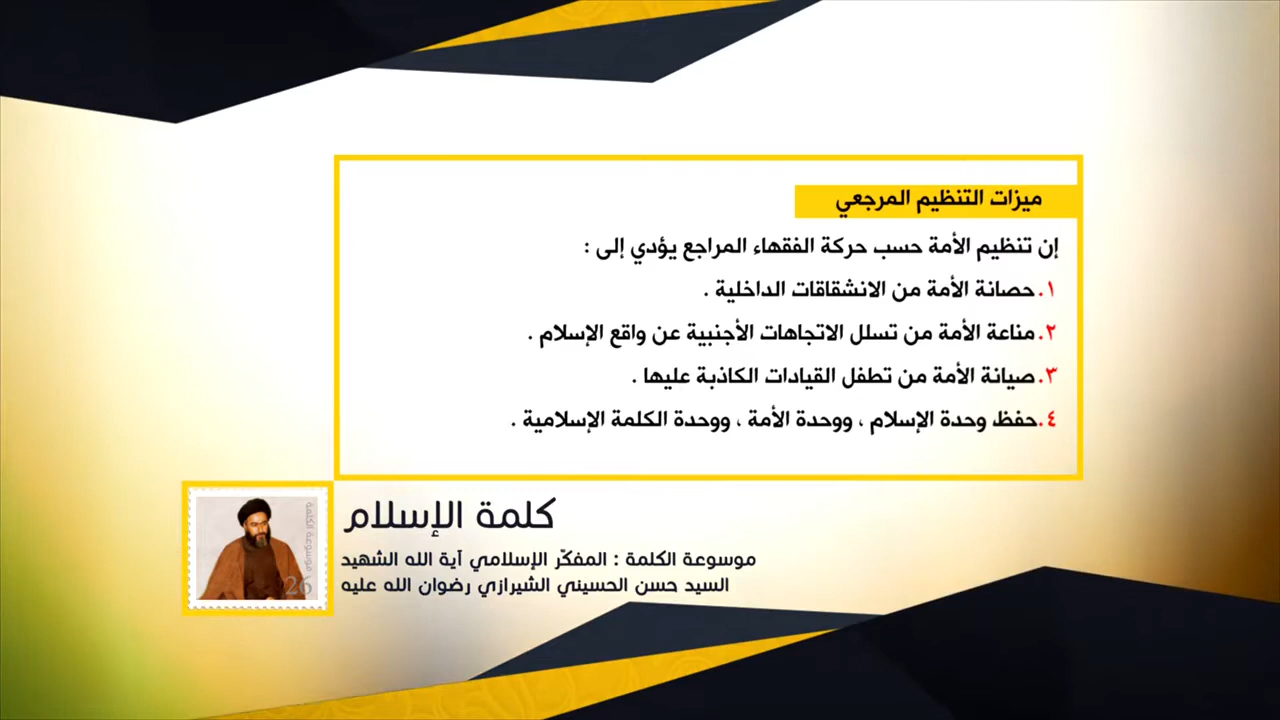 ميزات التنظيم المرجعي
إن تنظيم الأمة حسب حركة الفقهاء المراجع يؤدي إلى :
١. حصانة الأمة من الانشقاقات الداخلية .
٢. مناعة الأمة من تسلل الاتجاهات الأجنبية عن واقع الإسلام .
٣. صيانة الأمة من تطفل القيادات الكاذبة عليها .
٤. حفظ وحدة الإسلام ، ووحدة الأمة ، ووحدة الكلمة الإسلامية .
كلمة الإسلام
موسوعة الكلمة : المفكّر الإسلامي آية الله الشهيد
السيد حسن الحسيني الشيرازي رضوان الله عليه
موسوعة الكلمة
26